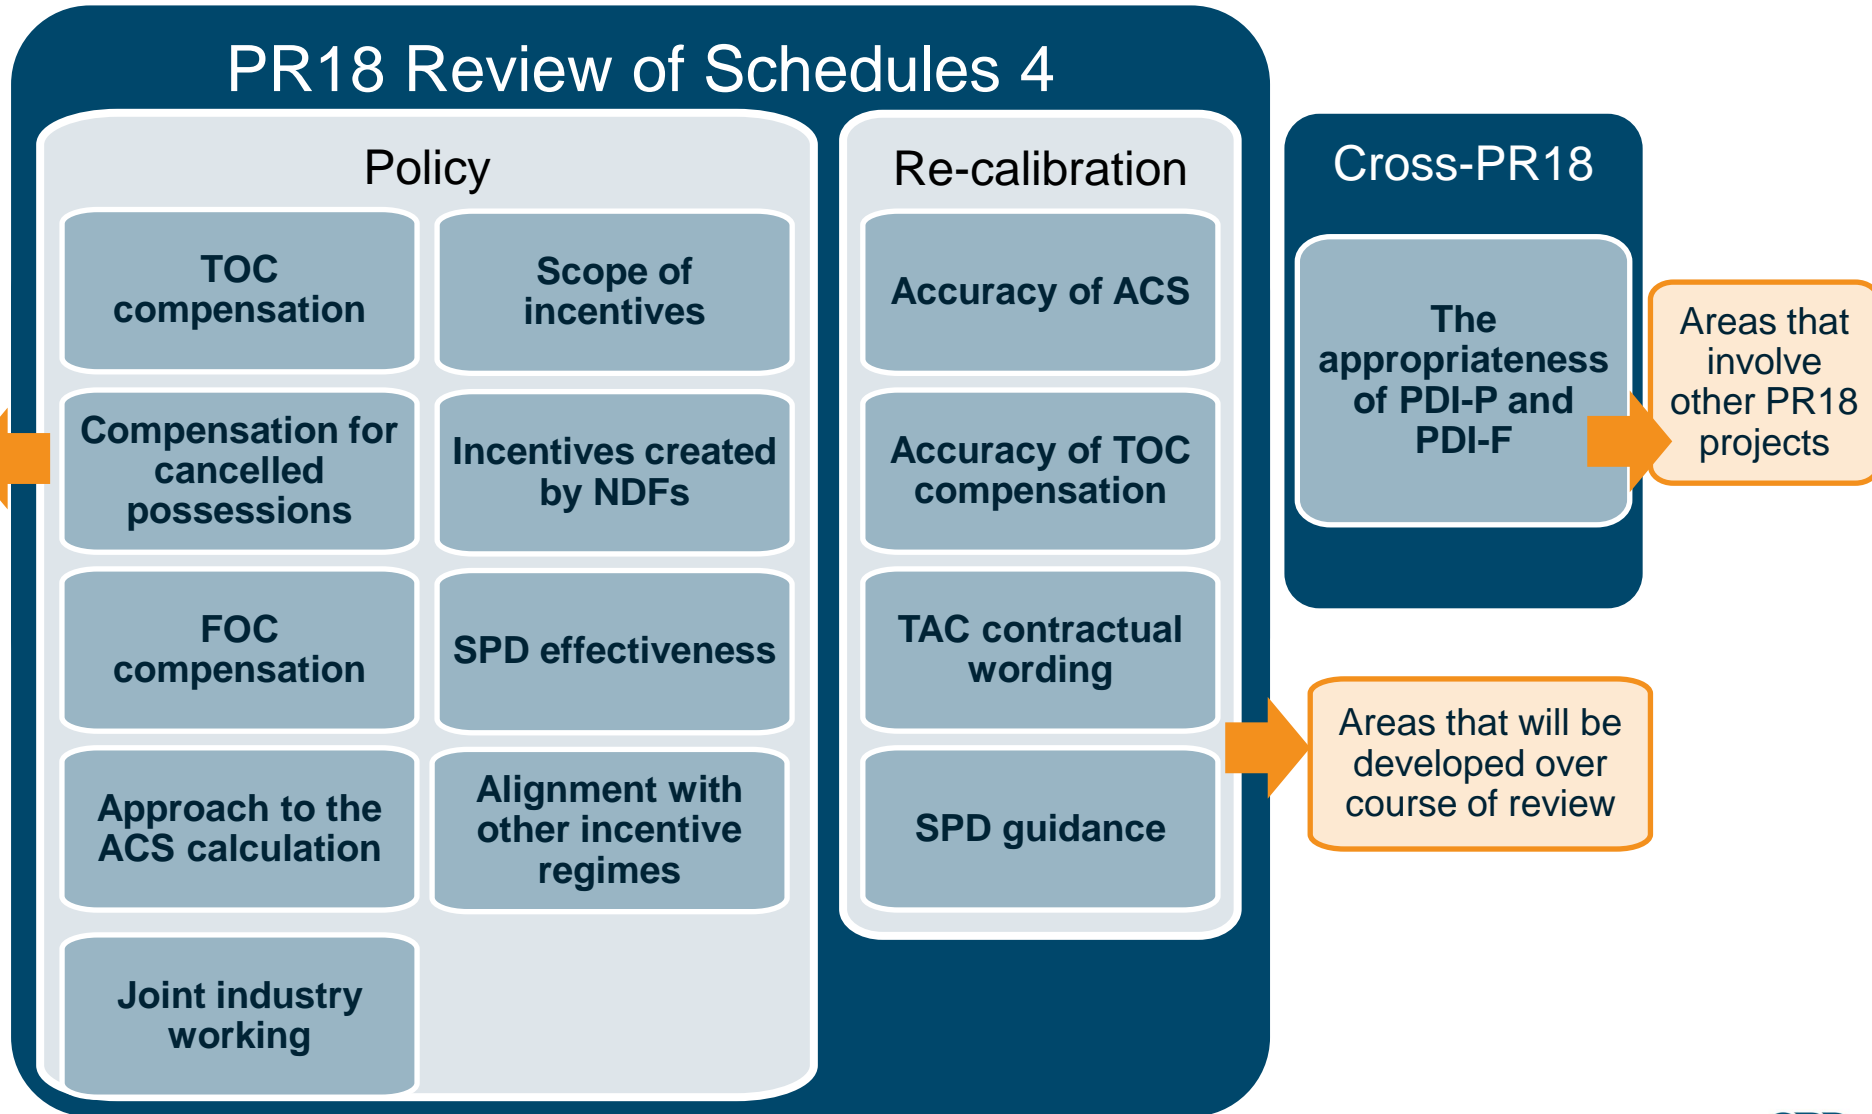 PR18 Review of Schedules 4
Policy
TOC
compensation
Scope of
incentives
Compensation for
cancelled
possessions
Incentives created
by NDFs
FOC
compensation
SPD effectiveness
Approach to the
ACS calculation
Alignment with
other incentive
regimes
Joint industry
working
Re-calibration
Accuracy of ACS
Accuracy of TOC
compensation
TAC contractual
wording
SPD guidance
Cross-PR18
The
appropriateness
of PDI-P and
PDI-F
Areas that
involve
other PR18
projects
Areas that will be
developed over
course of review